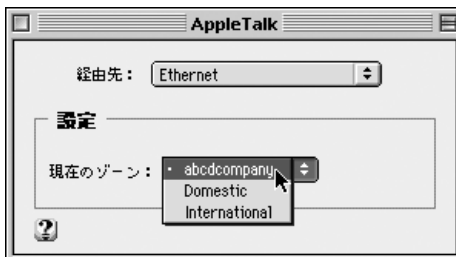 AppleTalk
経由先： Ethernet
設定
現在のゾーン： • abcdcompany
Domestic
International